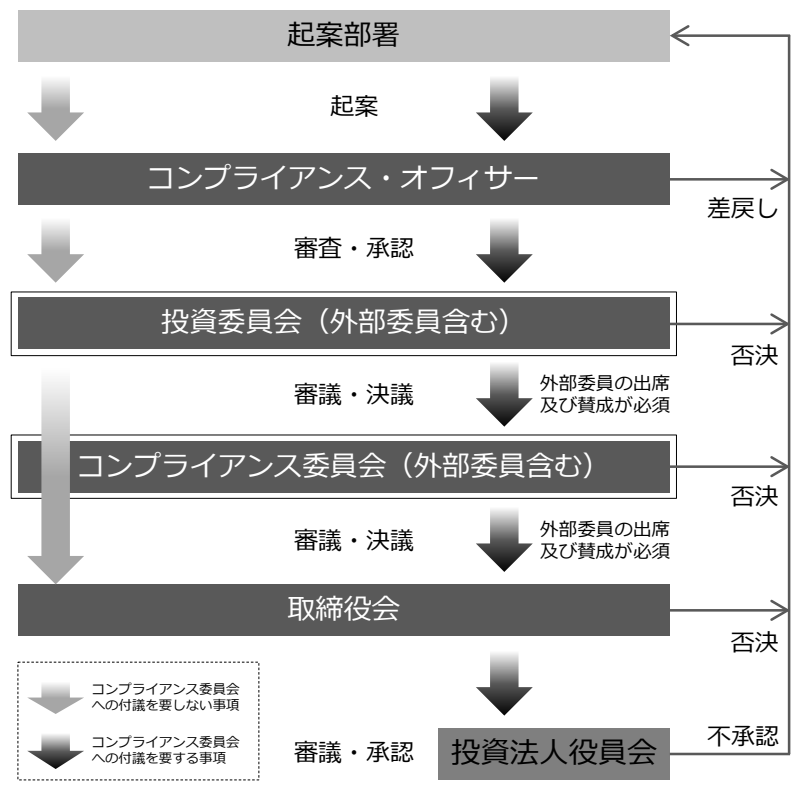 起案部署
起案
コンプライアンス・オフィサー
差戻し
審査・承認
投資委員会（外部委員含む）
否決
審議・決議
外部委員の出席
及び賛成が必須
コンプライアンス委員会（外部委員含む）
否決
審議・決議
外部委員の出席
及び賛成が必須
取締役会
否決
コンプライアンス委員会
への付議を要しない事項
コンプライアンス委員会
への付議を要する事項
審議・承認
投資法人役員会
不承認